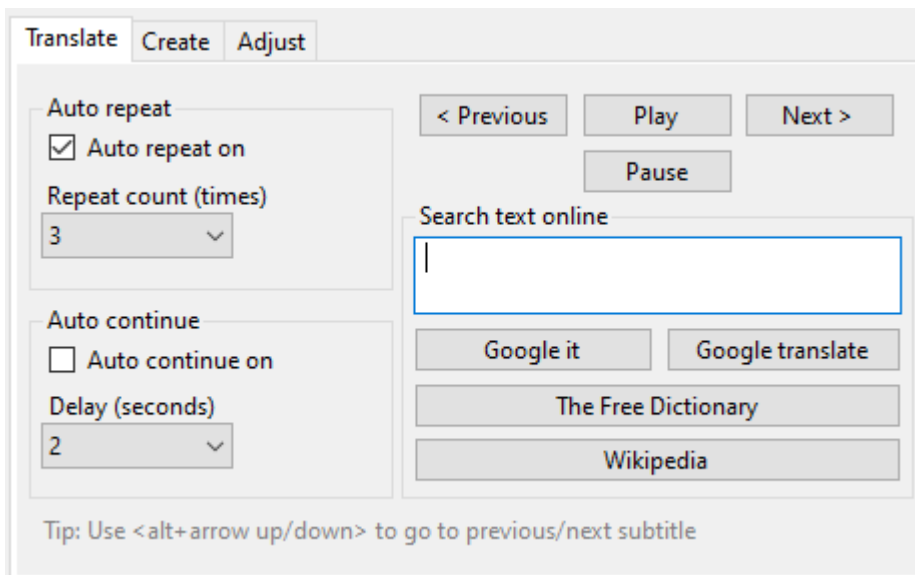 Translate Create Adjust
Auto repeat
Auto repeat on
Repeat count (times)
3
Auto continue
Auto continue on
Delay (seconds)
2
< Previous Play Next >
Pause
Search text online
Google it Google translate
The Free Dictionary
Wikipedia
Tip: Use <alt+arrow up/down> to go to previous/next subtitle